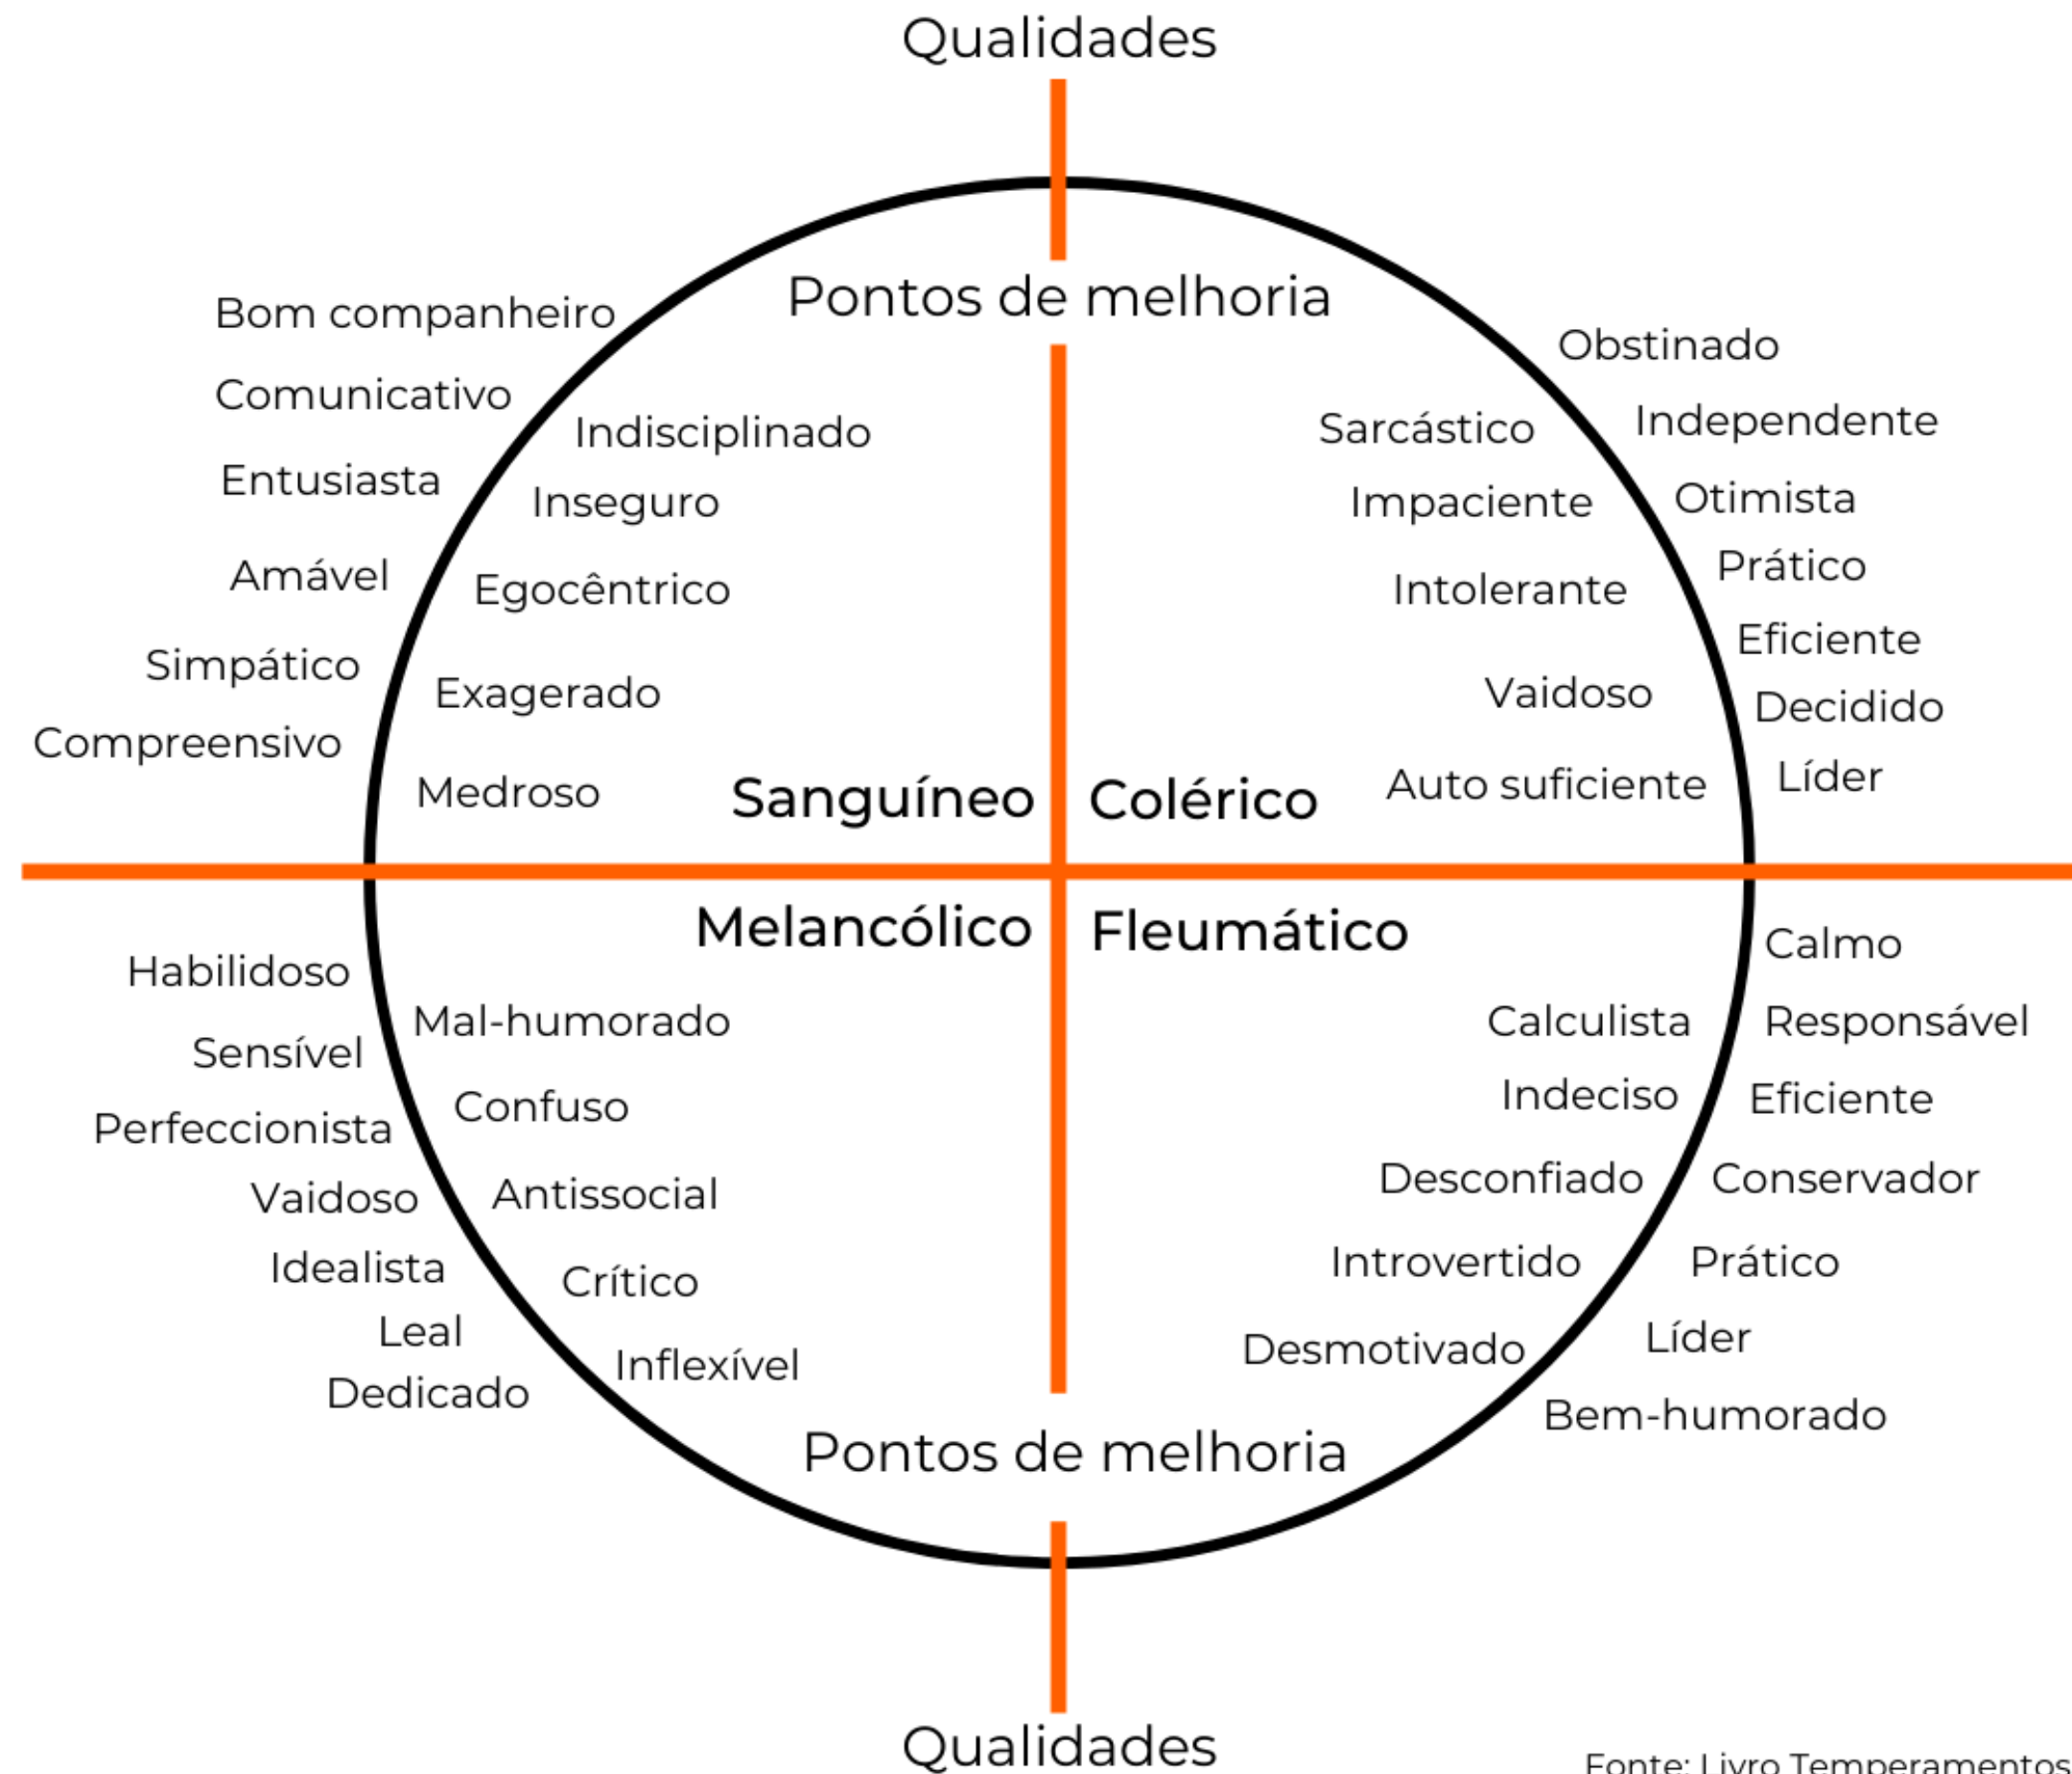 Qualidades
Pontos de melhoria
Bom companheiro
Comunicativo
Entusiasta
Amável
Simpático
Compreensivo
Indisciplinado
Inseguro
Egocêntrico
Exagerado
Medroso
Sanguíneo
Colérico
Sarcástico
Impaciente
Intolerante
Vaidoso
Auto suficiente
Obstinado
Independente
Otimista
Prático
Eficiente
Decidido
Líder
Melancólico
Fleumático
Habilidoso
Sensível
Perfeccionista
Vaidoso
Idealista
Leal
Dedicado
Mal-humorado
Confuso
Antissocial
Crítico
Inflexível
Calculista
Indeciso
Desconfiado
Introvertido
Desmotivado
Calmo
Responsável
Eficiente
Conservador
Prático
Líder
Bem-humorado
Pontos de melhoria
Qualidades
Fonte: Livro Temperamentos